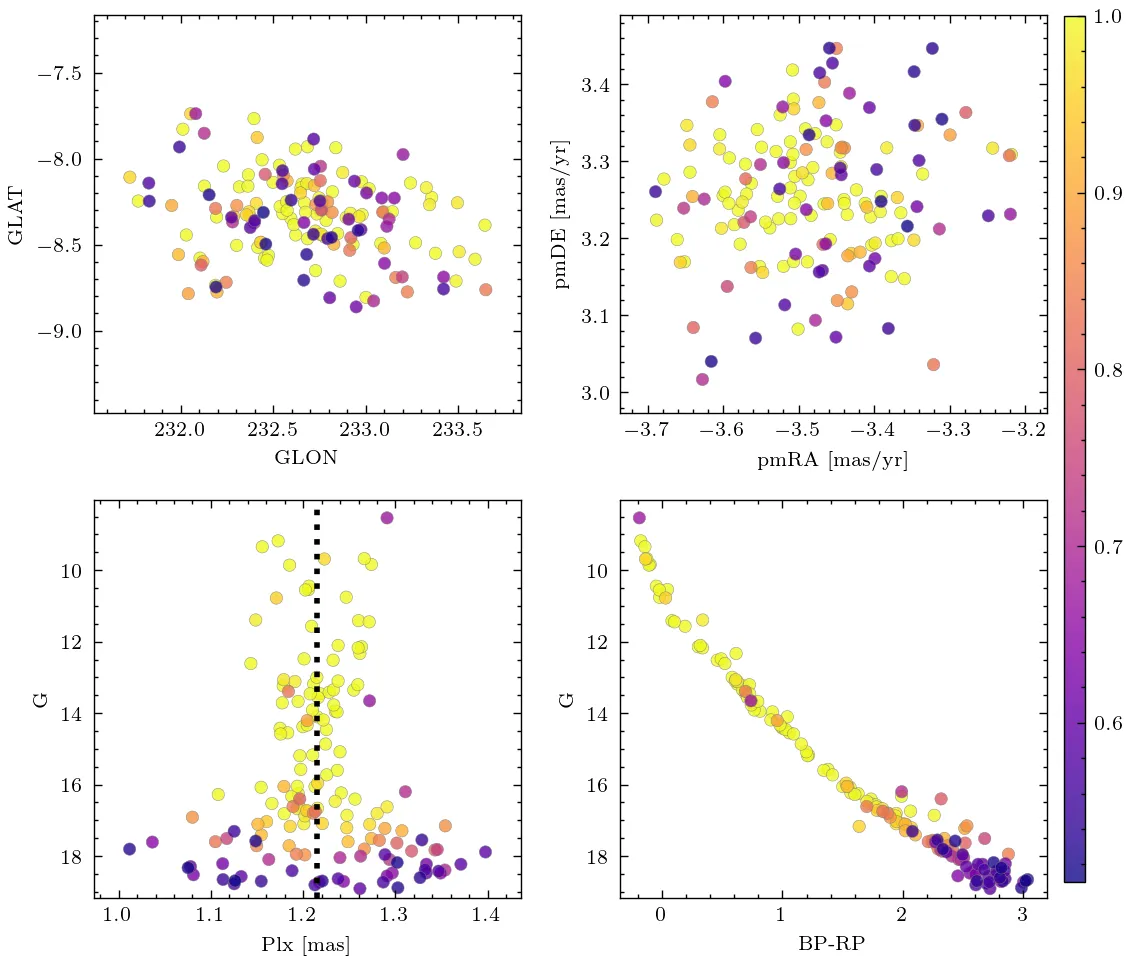 −7.5
−8.0
−8.5
−9.0
GLAT
232.0 232.5 233.0 233.5
GLON
3.4
3.3
3.2
3.1
3.0
pmDE [mas/yr]
−3.7 −3.6 −3.5 −3.4 −3.3 −3.2
pmRA [mas/yr]
1.0
0.9
0.8
0.7
0.6
10
12
14
16
18
G
1.0 1.1 1.2 1.3 1.4
Plx [mas]
10
12
14
16
18
G
0 1 2 3
BP-RP